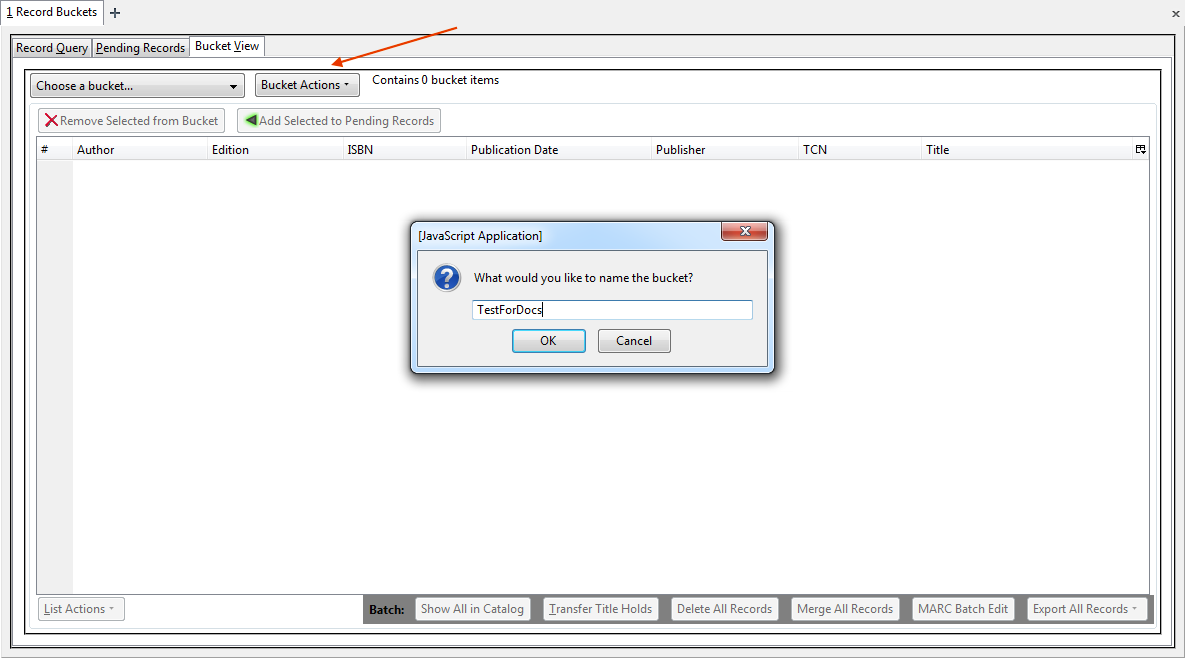 1 Record Buckets
Record Query Pending Records Bucket View
Choose a bucket... Bucket Actions Contains 0 bucket items
Remove Selected from Bucket Add Selected to Pending Records
# Author Edition ISBN Publication Date Publisher TCN Title
[JavaScript Application]
What would you like to name the bucket?
TestForDocs
OK Cancel
List Actions Batch: Show All in Catalog Transfer Title Holds Delete All Records Merge All Records MARC Batch Edit Export All Records